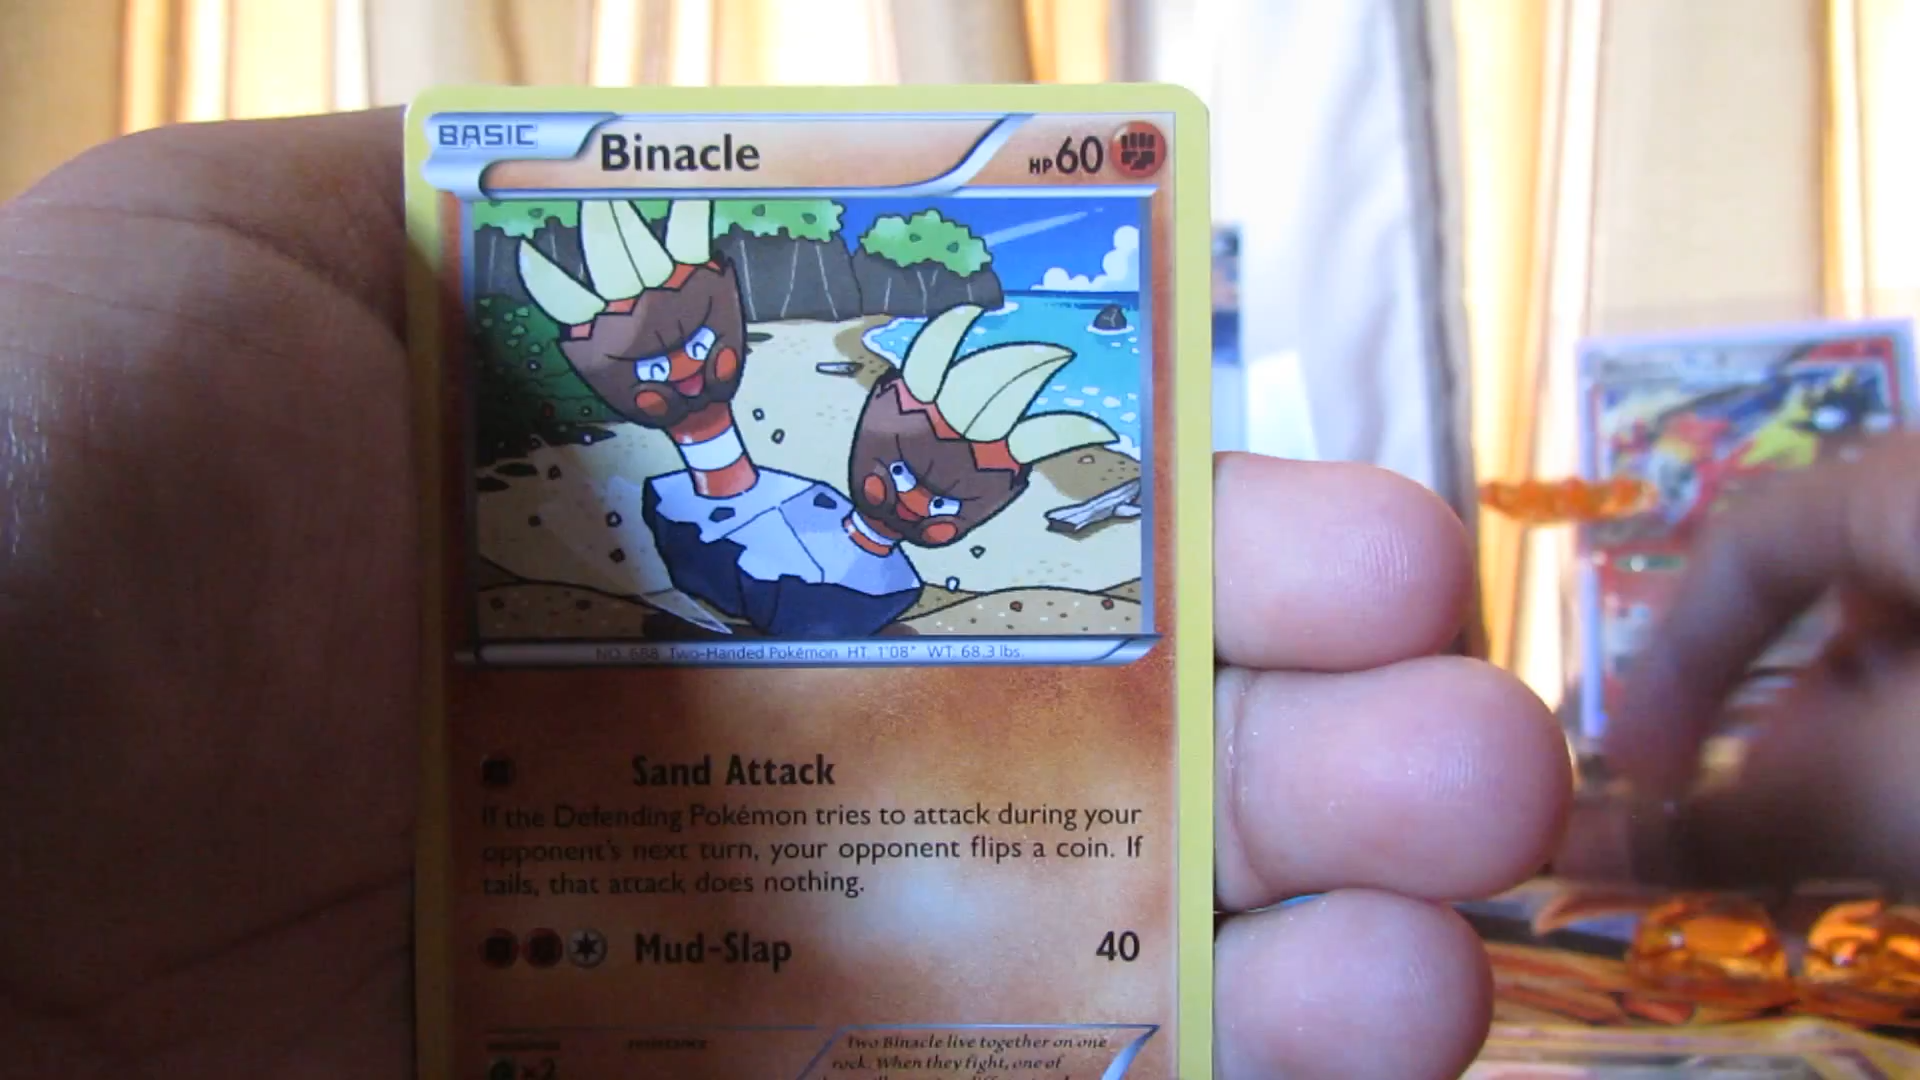 BASIC
Binacle
HP60
NO. 688 Two-Handed Pokémon HT. 1'08" WT. 68.3 lbs.
Sand Attack
If the Defending Pokémon tries to attack during your
opponent's next turn, your opponent flips a coin. If
tails, that attack does nothing.
Mud-Slap 40
Two Binacle live together on one
×2
rock. When they fight, one of